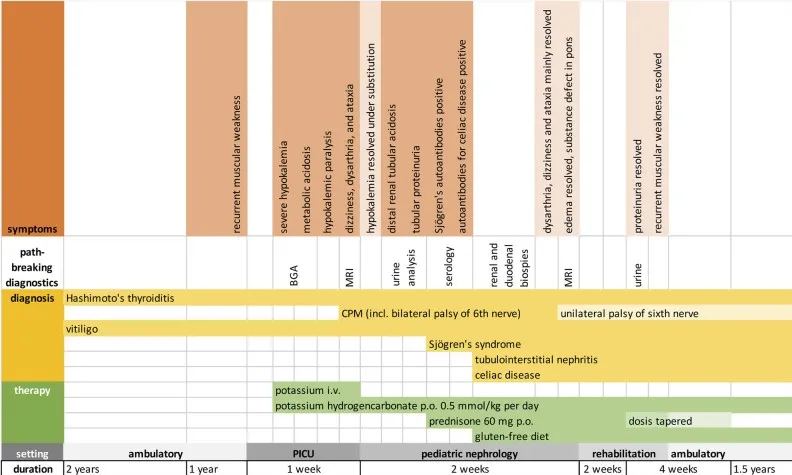 symptoms
recurrent muscular weakness
severe hypokalemia
metabolic acidosis
hypokalemic paralysis
dizziness, dysarthria, and ataxia
hypokalemia resolved under substitution
distal renal tubular acidosis
tubular proteinuria
Sjögren's autoantibodies positive
autoantibodies for celiac disease positive
dysarthria, dizziness and ataxia mainly resolved
edema resolved, substance defect in pons
proteinuria resolved
recurrent muscular weakness resolved
path-
breaking
diagnostics
BGA
MRI
urine
analysis
serology
renal and
duodenal
biospies
MRI
urine
diagnosis
Hashimoto's thyroiditis
CPM (incl. bilateral palsy of 6th nerve)
unilateral palsy of sixth nerve
vitiligo
Sjögren's syndrome
tubulointerstitial nephritis
celiac disease
therapy
potassium i.v.
potassium hydrogencarbonate p.o. 0.5 mmol/kg per day
prednisone 60 mg p.o.
dosis tapered
gluten-free diet
setting
ambulatory
PICU
pediatric nephrology
rehabilitation
ambulatory
duration
2 years
1 year
1 week
2 weeks
2 weeks
4 weeks
1.5 years